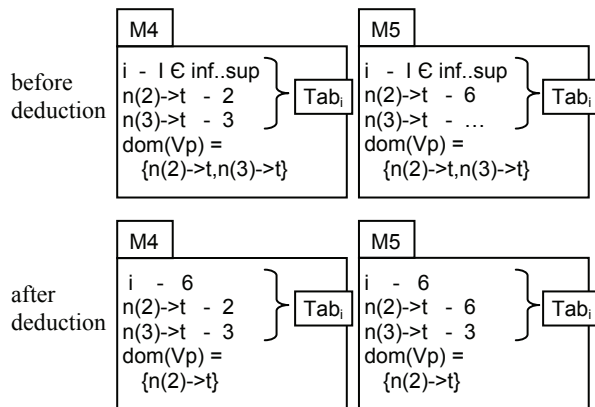 M4
M5
before
deduction
i - I Є inf..sup
n(2)->t - 2
n(3)->t - 3
dom(Vp) =
{n(2)->t,n(3)->t}
Tabi
i - I Є inf..sup
n(2)->t - 6
n(3)->t - ...
dom(Vp) =
{n(2)->t,n(3)->t}
Tabi
M4
M5
after
deduction
i - 6
n(2)->t - 2
n(3)->t - 3
dom(Vp) =
{n(2)->t}
Tabi
i - 6
n(2)->t - 6
n(3)->t - 3
dom(Vp) =
{n(2)->t}
Tabi